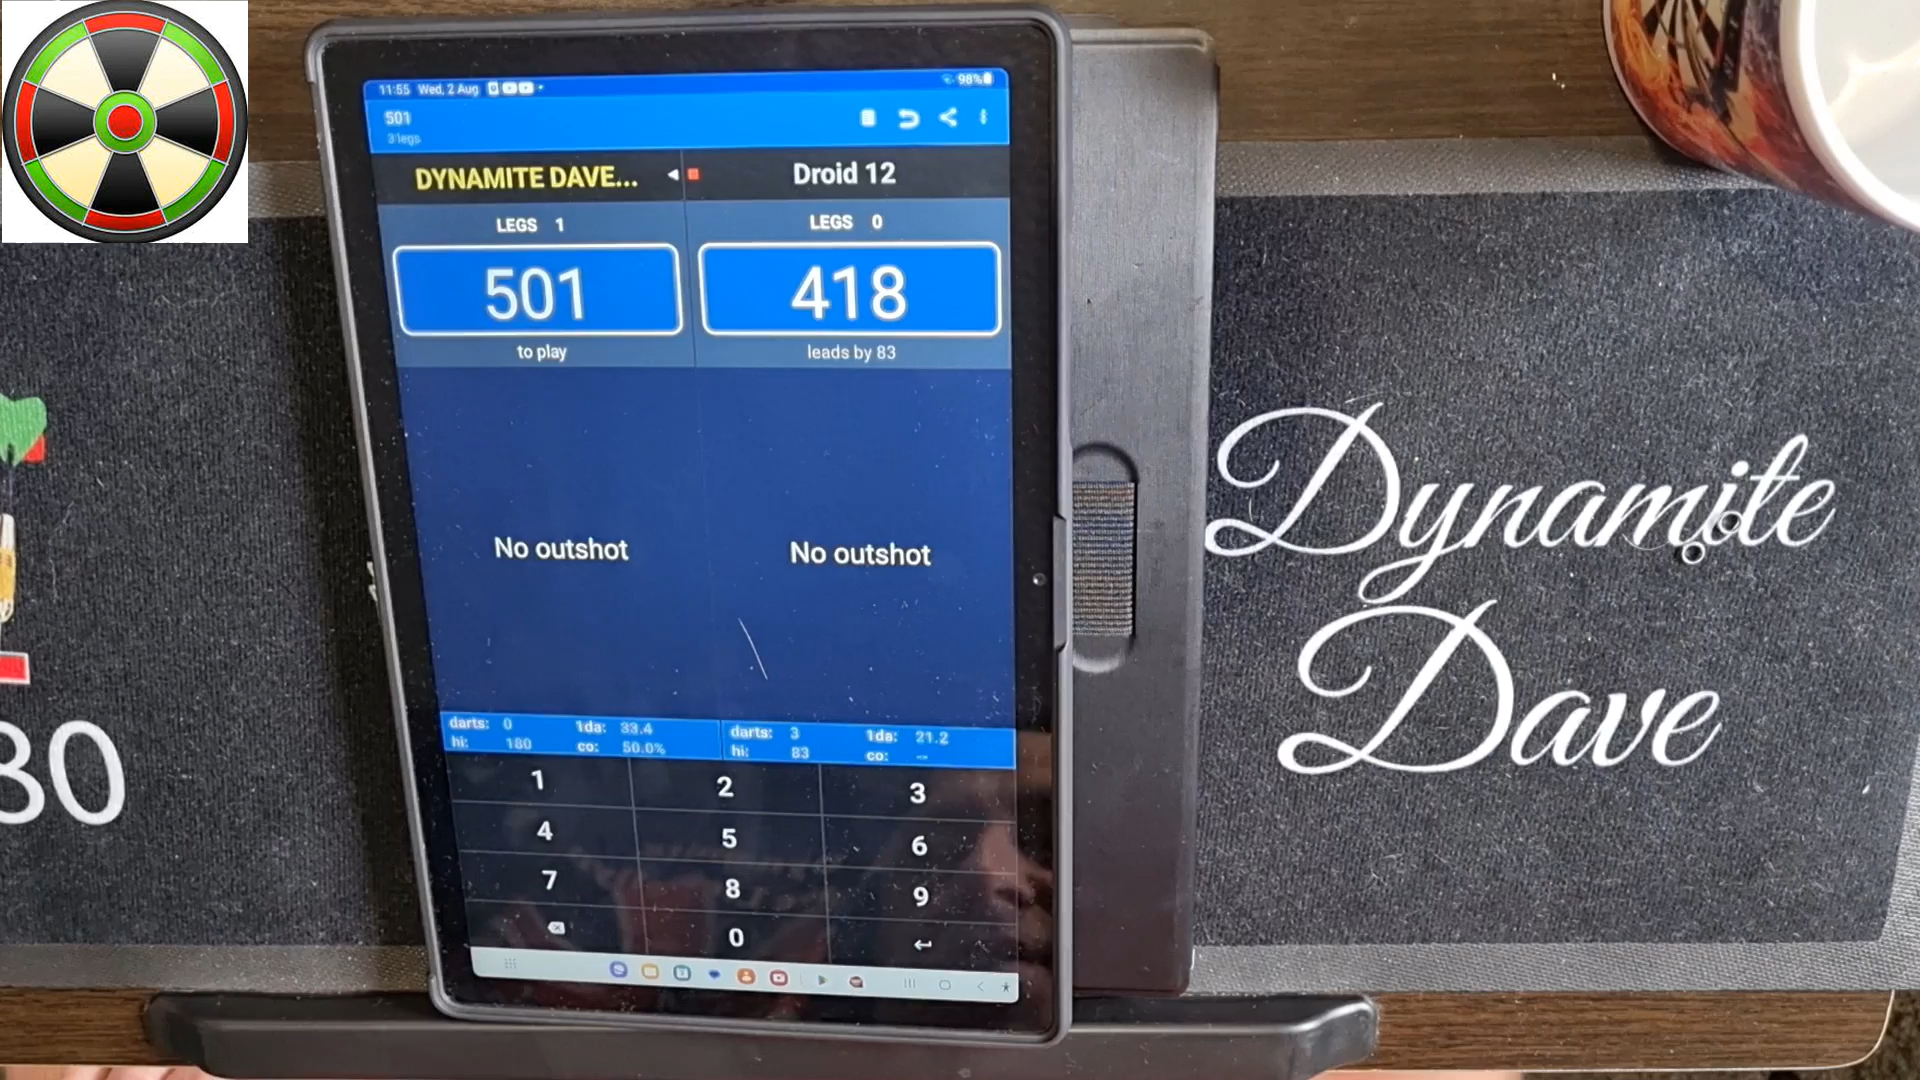 11:55 Wed, 2 Aug
98%
501
3 legs
DYNAMITE DAVE...
Droid 12
LEGS 1
LEGS 0
501
418
to play
leads by 83
No outshot
No outshot
darts: 0 1da: 33.4
hi: 180 co: 50.0%
darts: 3 1da: 21.2
hi: 83 co: --
1 2 3
4 5 6
7 8 9
0
Dynamite
Dave
80